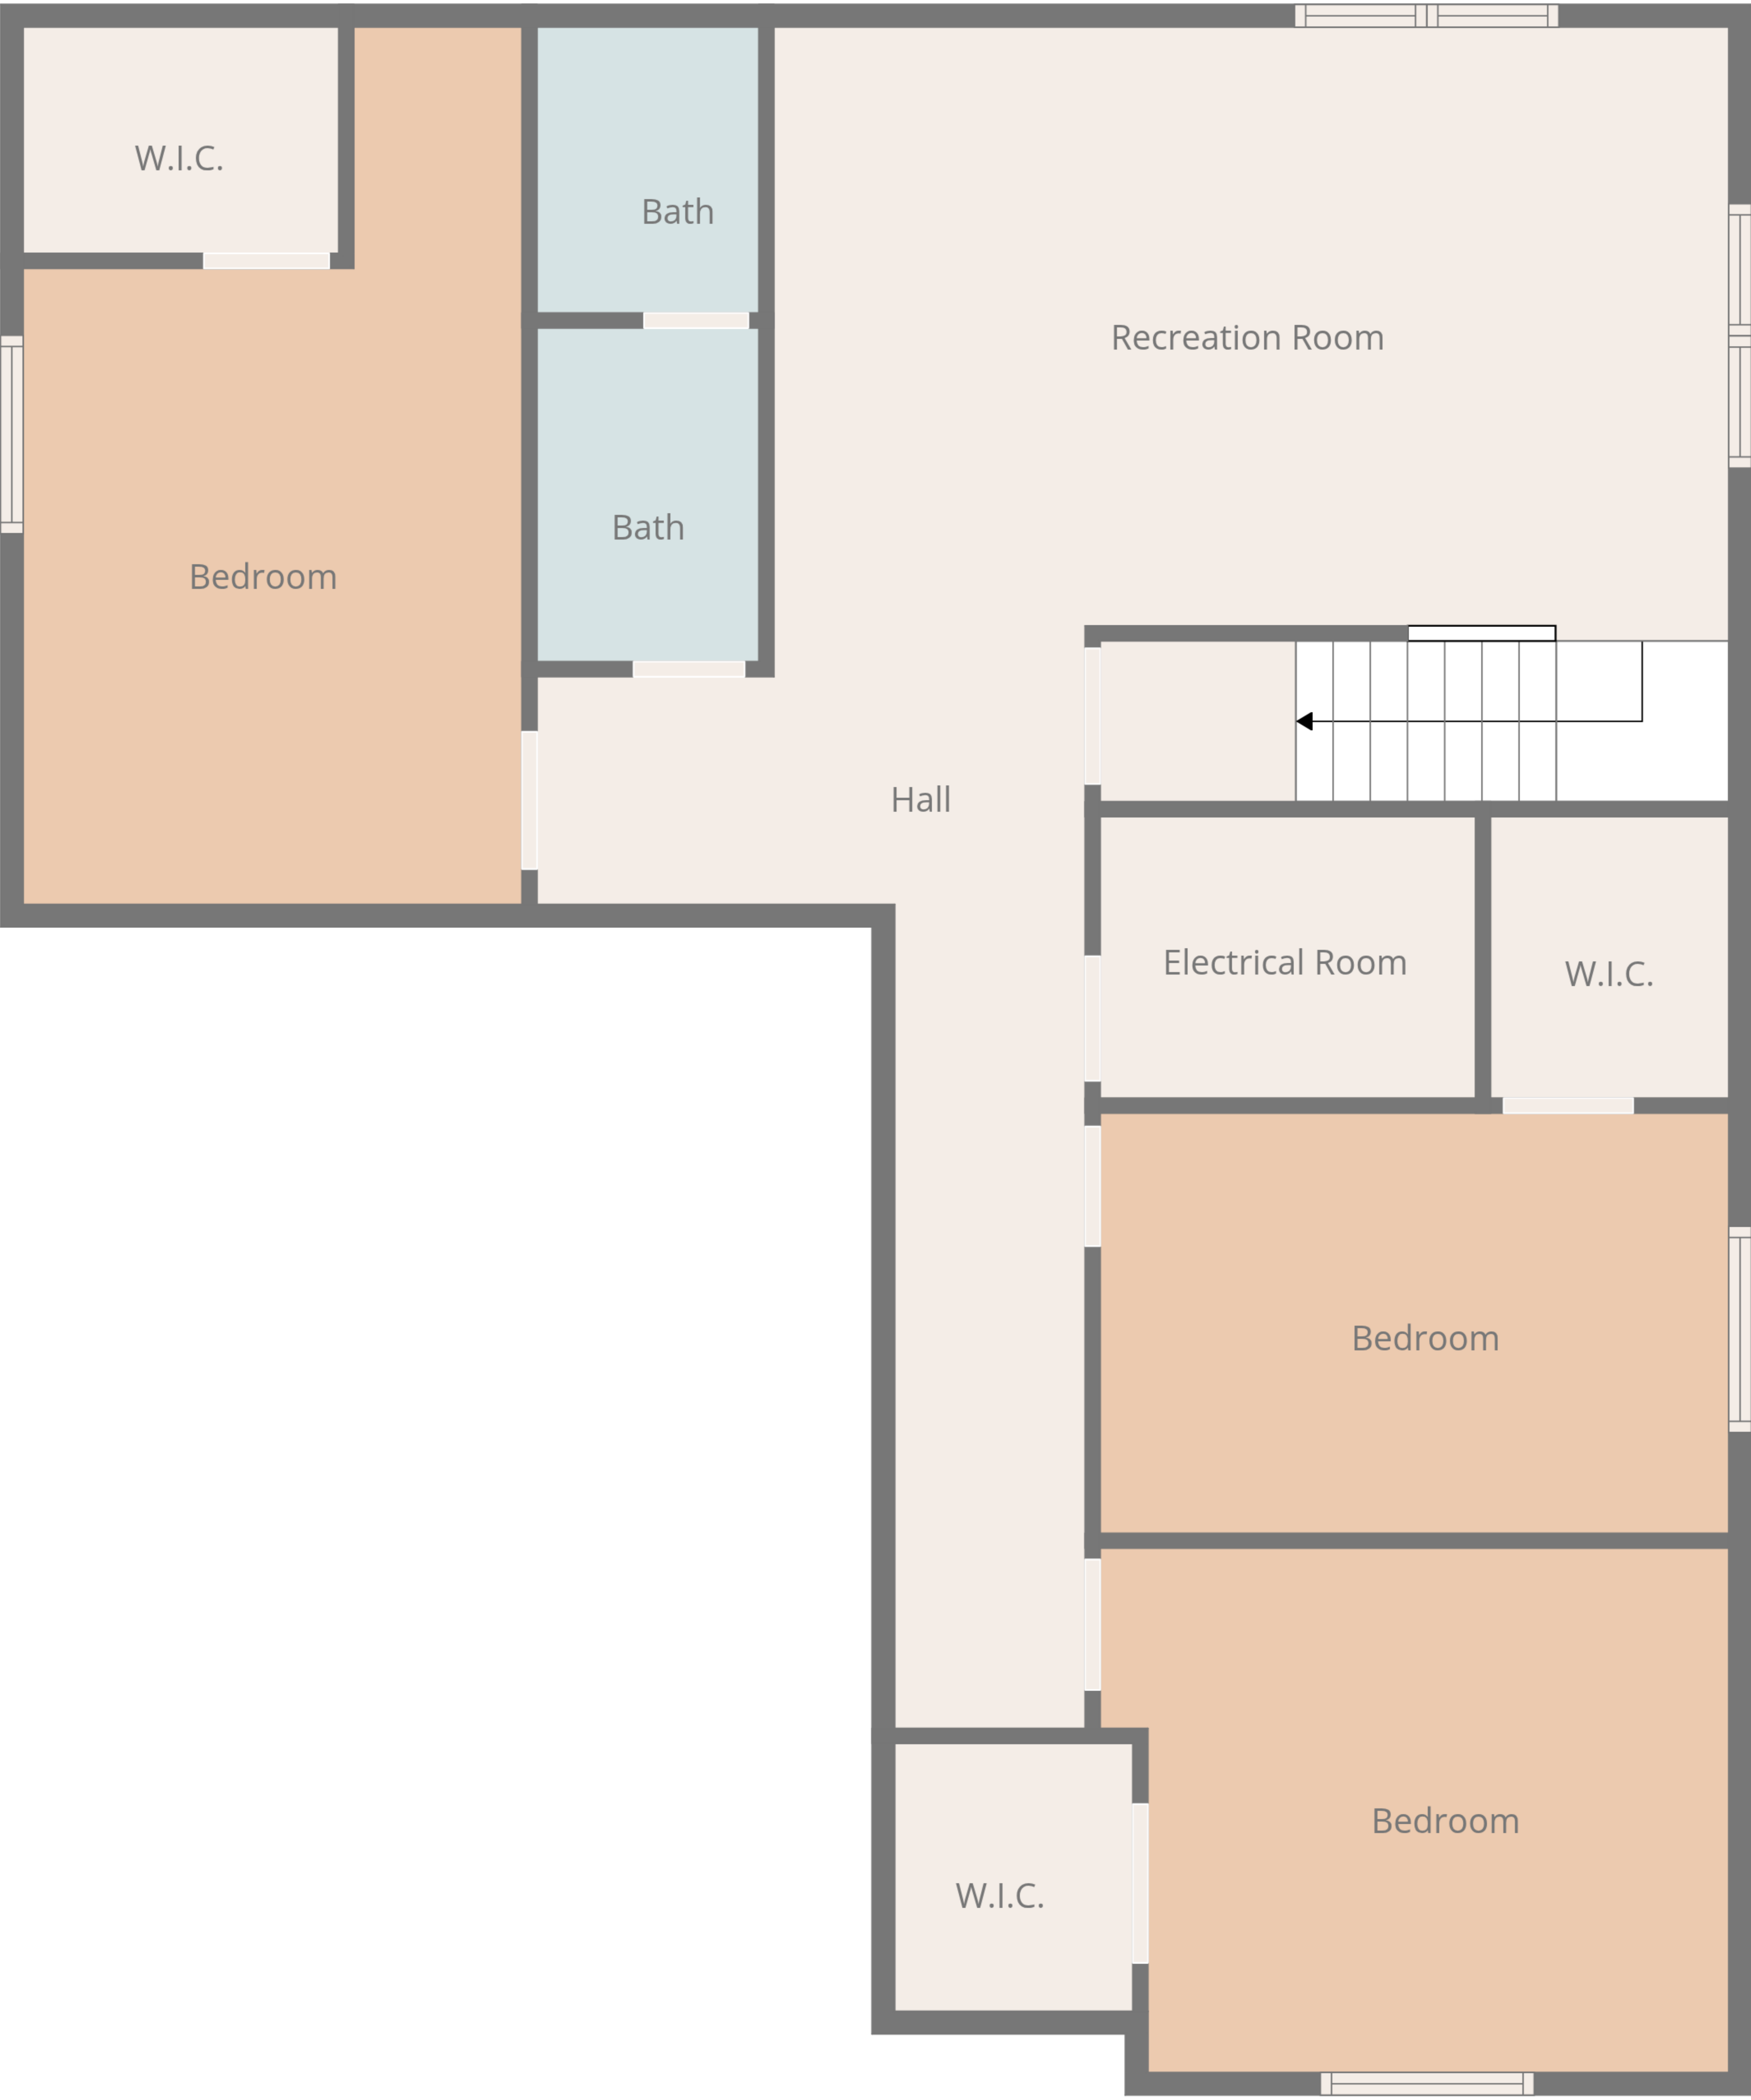 W.I.C.
Bath
Recreation Room
Bath
Bedroom
Hall
Electrical Room
W.I.C.
Bedroom
Bedroom
W.I.C.